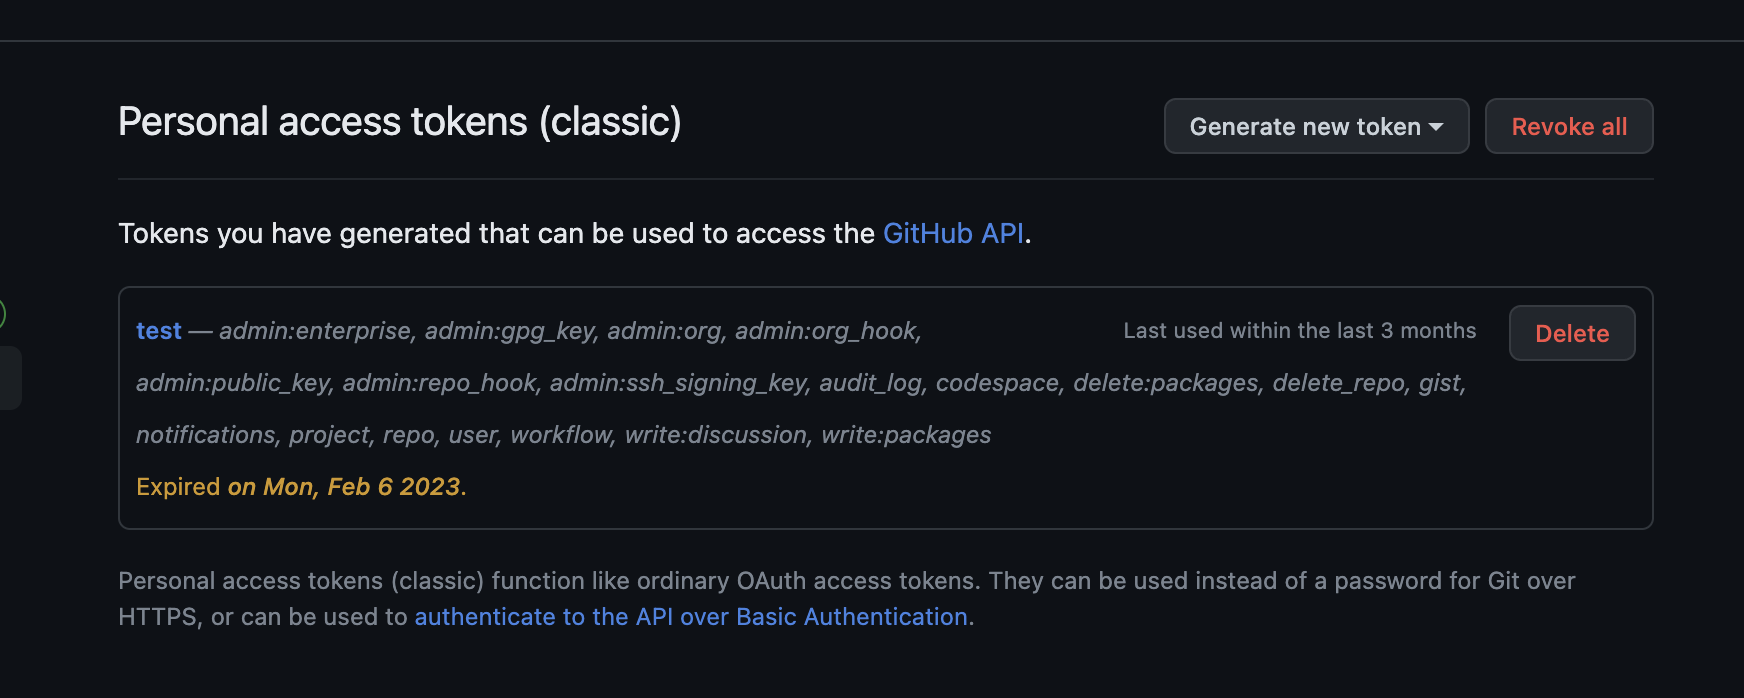 Personal access tokens (classic)
Generate new token
Revoke all
Tokens you have generated that can be used to access the GitHub API.
test — admin:enterprise, admin:gpg_key, admin:org, admin:org_hook,
Last used within the last 3 months
Delete
admin:public_key, admin:repo_hook, admin:ssh_signing_key, audit_log, codespace, delete:packages, delete_repo, gist,
notifications, project, repo, user, workflow, write:discussion, write:packages
Expired on Mon, Feb 6 2023.
Personal access tokens (classic) function like ordinary OAuth access tokens. They can be used instead of a password for Git over
HTTPS, or can be used to authenticate to the API over Basic Authentication.